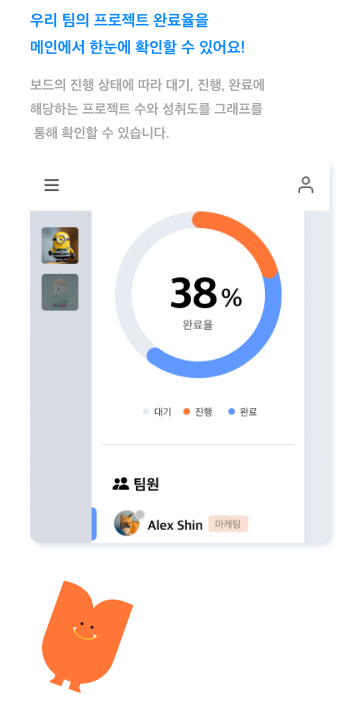 우리 팀의 프로젝트 완료율을
메인에서 한눈에 확인할 수 있어요!
보드의 진행 상태에 따라 대기, 진행, 완료에
해당하는 프로젝트 수와 성취도를 그래프를
통해 확인할 수 있습니다.
38 %
완료율
대기 진행 완료
팀원
Alex Shin 마케팅